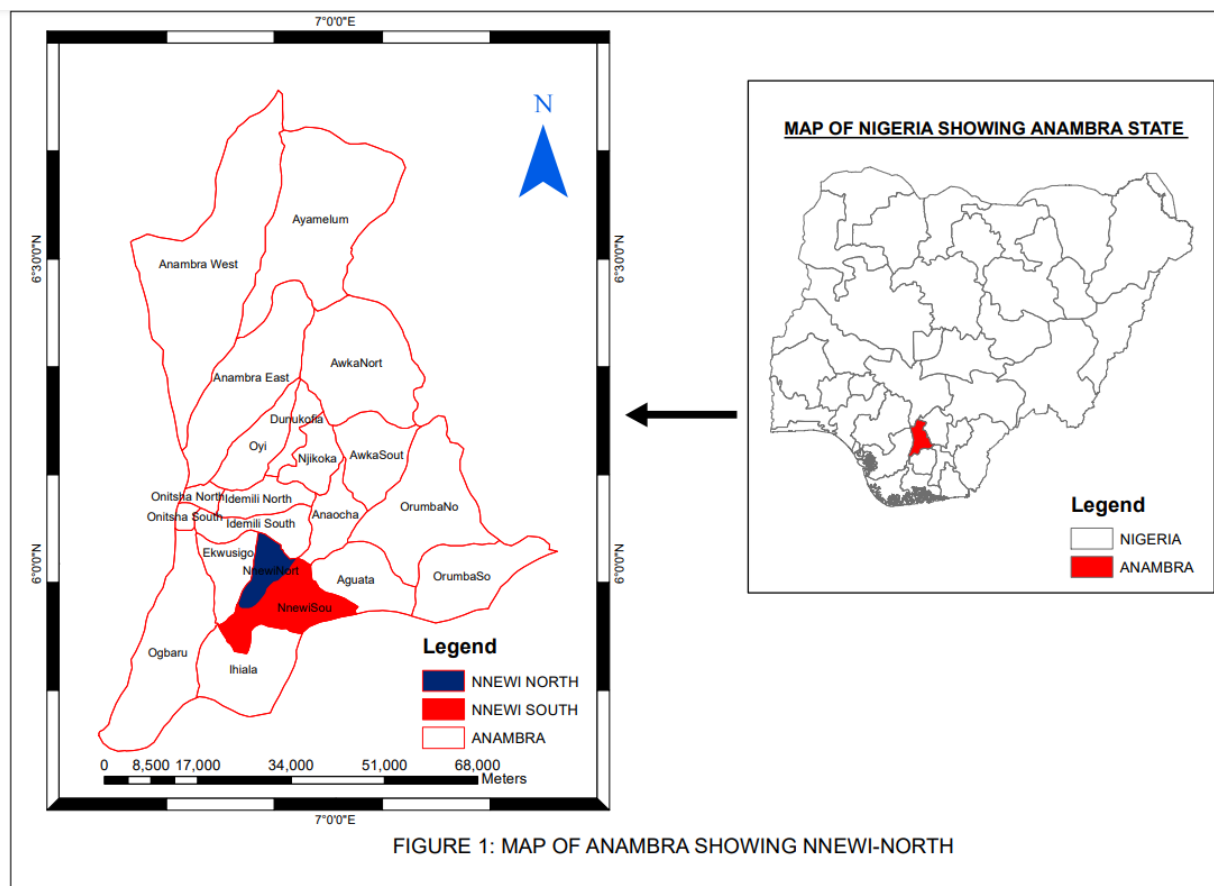 7°0'0"E
N
6°30'0"N
6°30'0"N
6°0'0"N
6°0'0"N
Ayamelum
Anambra West
AwkaNort
Anambra East
Dunukofia
Oyi
Njikoka
AwkaSout
Onitsha North
Idemili North
OrumbaNo
Onitsha South
Idemili South
Anaocha
Ekwusigo
NnewiNort
Aguata
OrumbaSo
NnewiSou
Ogbaru
Ihiala
Legend
NNEWI NORTH
NNEWI SOUTH
ANAMBRA
0 8,500 17,000 34,000 51,000 68,000
Meters
7°0'0"E
MAP OF NIGERIA SHOWING ANAMBRA STATE
Legend
NIGERIA
ANAMBRA
FIGURE 1: MAP OF ANAMBRA SHOWING NNEWI-NORTH